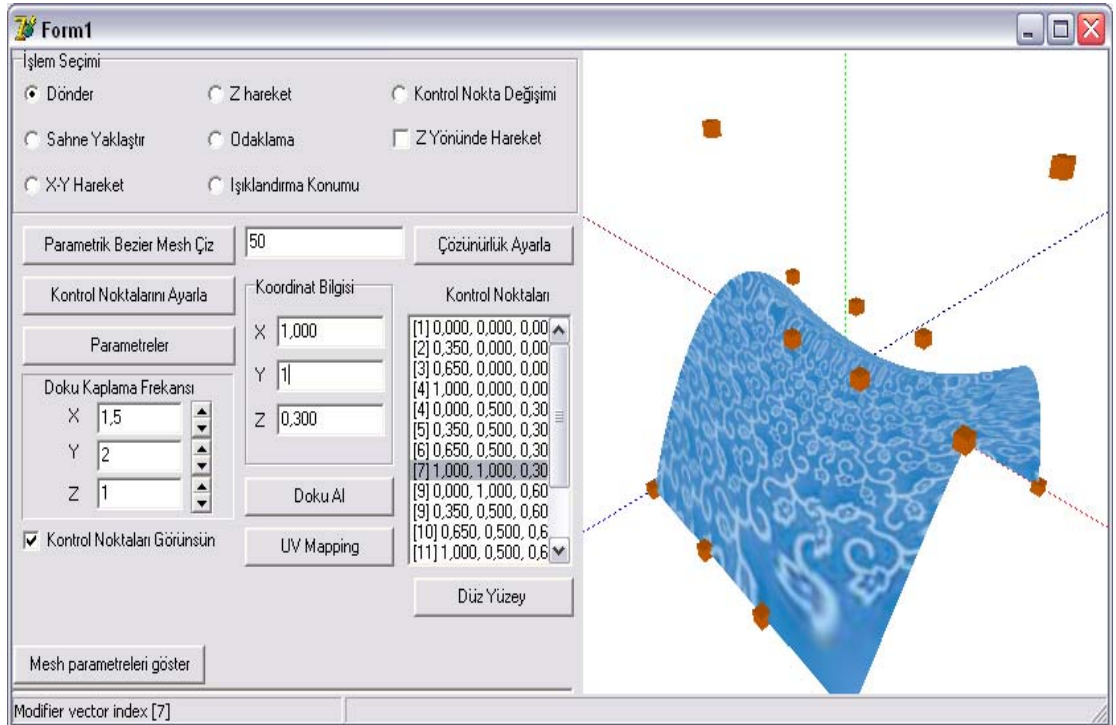 Form1
İşlem Seçimi
Dönder
Z hareket
Kontrol Nokta Değişimi
Sahne Yaklaştır
Odaklama
Z Yönünde Hareket
X-Y Hareket
Işıklandırma Konumu
Parametrik Bezier Mesh Çiz
50
Çözünürlük Ayarla
Kontrol Noktalarını Ayarla
Parametreler
Koordinat Bilgisi
X 1,000
Y 1
Z 0,300
Kontrol Noktaları
[1] 0,000, 0,000, 0,00
[2] 0,350, 0,000, 0,00
[3] 0,650, 0,000, 0,00
[4] 1,000, 0,000, 0,00
[4] 0,000, 0,500, 0,30
[5] 0,350, 0,500, 0,30
[6] 0,650, 0,500, 0,30
[7] 1,000, 1,000, 0,30
[9] 0,000, 1,000, 0,60
[9] 0,350, 0,500, 0,60
[10] 0,650, 0,500, 0,6
[11] 1,000, 0,500, 0,6
Doku Kaplama Frekansı
X 1,5
Y 2
Z 1
Kontrol Noktaları Görünsün
Doku Al
UV Mapping
Düz Yüzey
Mesh parametreleri göster
Modifier vector index [7]